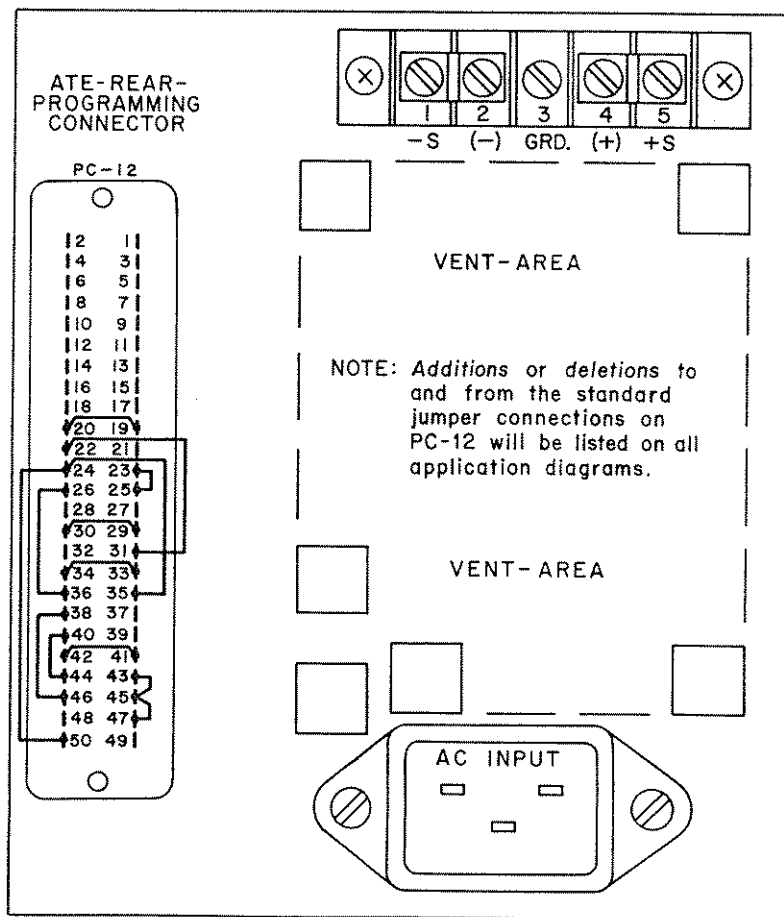 ATE-REAR-
PROGRAMMING
CONNECTOR
PC-12
2 1
4 3
6 5
8 7
10 9
12 11
14 13
16 15
18 17
20 19
22 21
24 23
26 25
28 27
30 29
32 31
34 33
36 35
38 37
40 39
42 41
44 43
46 45
48 47
50 49
1 2 3 4 5
-S (-) GRD. (+) +S
VENT-AREA
NOTE: Additions or deletions to
and from the standard
jumper connections on
PC-12 will be listed on all
application diagrams.
VENT-AREA
AC INPUT